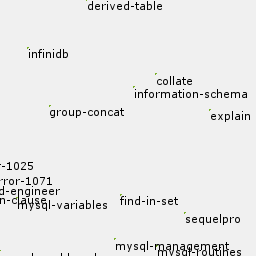 derived-table
infinidb
collate
information-schema
group-concat
explain
-1025
rror-1071
d-engineer
n-clause
mysql-variables
find-in-set
sequelpro
mysql-management
mysql-routines